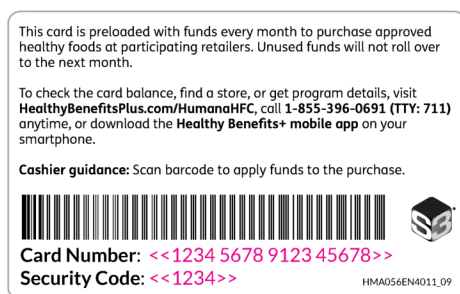 This card is preloaded with funds every month to purchase approved
healthy foods at participating retailers. Unused funds will not roll over
to the next month.
To check the card balance, find a store, or get program details, visit
HealthyBenefitsPlus.com/HumanaHFC, call 1-855-396-0691 (TTY: 711)
anytime, or download the Healthy Benefits+ mobile app on your
smartphone.
Cashier guidance: Scan barcode to apply funds to the purchase.
S3
Card Number: <<1234 5678 9123 45678>>
Security Code: <<1234>>
HMA056EN4011_09